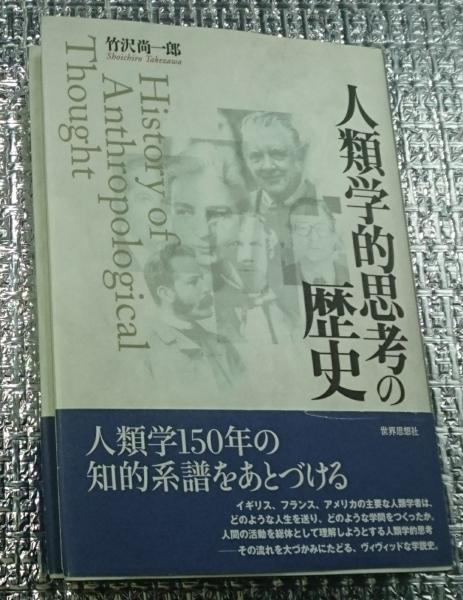 竹沢尚一郎
Shoichiro Takezawa
History of
Anthropological
Thought
人類学的思考の
歴史
世界思想社
人類学150年の
知的系譜をあとづける
イギリス、フランス、アメリカの主要な人類学者は、
どのような人生を送り、どのような学問をつくったか。
人間の活動を総体として理解しようとする人類学的思考
——その流れを大づかみにたどる、ヴィヴィッドな学説史。